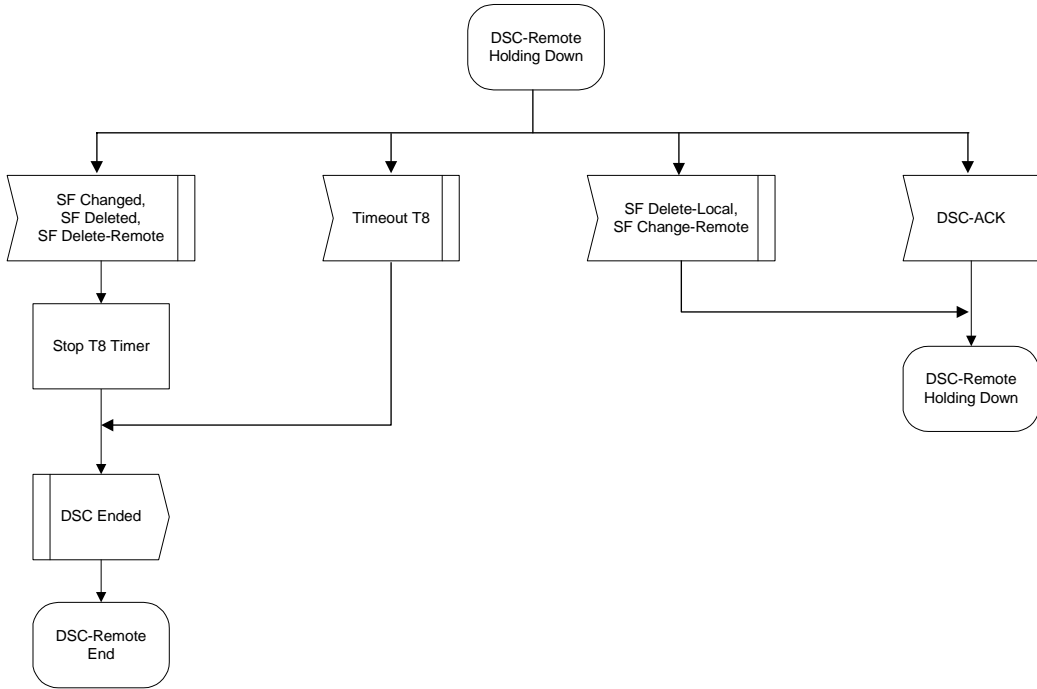 DSC-Remote
Holding Down
SF Changed,
SF Deleted,
SF Delete-Remote
Timeout T8
SF Delete-Local,
SF Change-Remote
DSC-ACK
Stop T8 Timer
DSC-Remote
Holding Down
DSC Ended
DSC-Remote
End